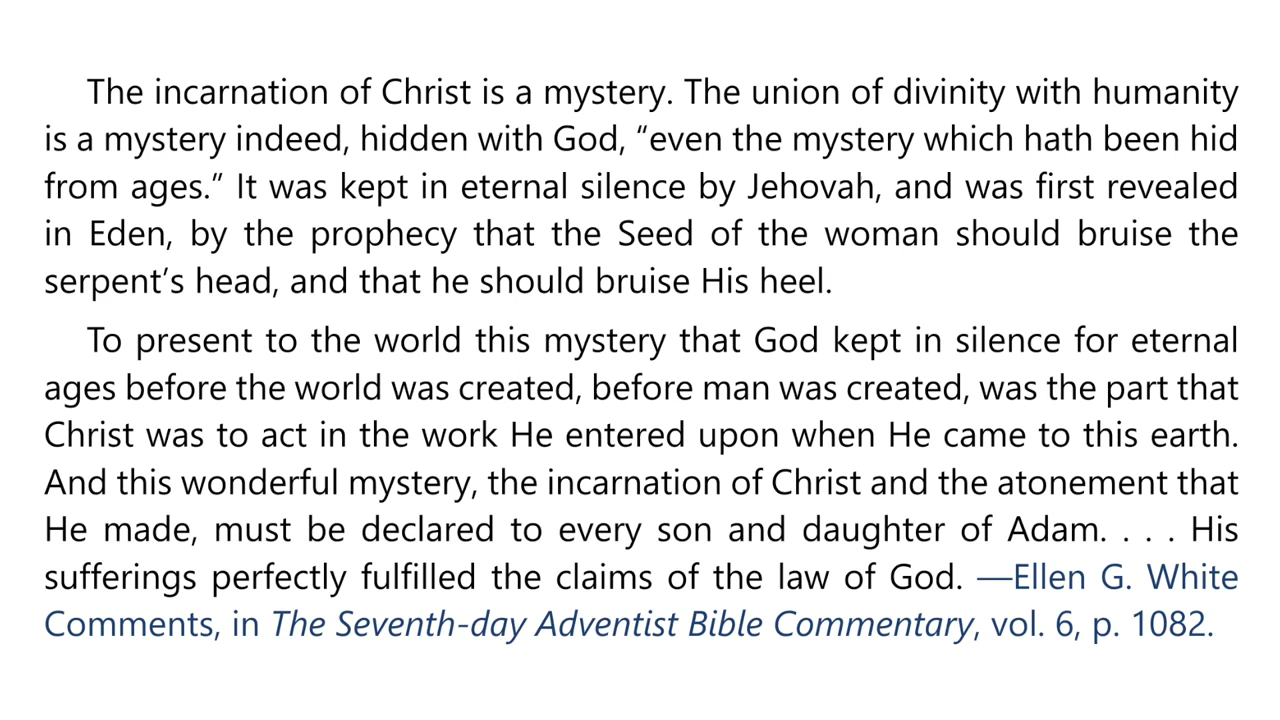 The incarnation of Christ is a mystery. The union of divinity with humanity
is a mystery indeed, hidden with God, “even the mystery which hath been hid
from ages.” It was kept in eternal silence by Jehovah, and was first revealed
in Eden, by the prophecy that the Seed of the woman should bruise the
serpent’s head, and that he should bruise His heel.
To present to the world this mystery that God kept in silence for eternal
ages before the world was created, before man was created, was the part that
Christ was to act in the work He entered upon when He came to this earth.
And this wonderful mystery, the incarnation of Christ and the atonement that
He made, must be declared to every son and daughter of Adam. . . . His
sufferings perfectly fulfilled the claims of the law of God. —Ellen G. White
Comments, in The Seventh-day Adventist Bible Commentary, vol. 6, p. 1082.